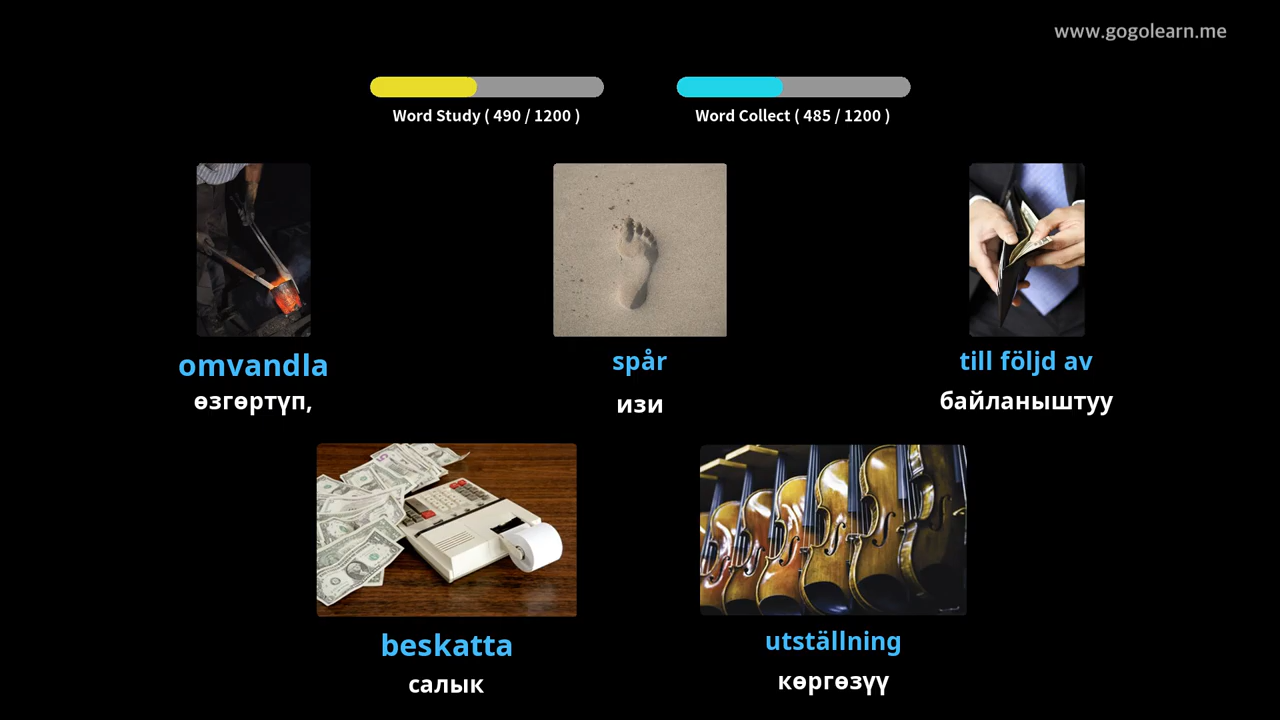 www.gogolearn.me
Word Study ( 490 / 1200 )
Word Collect ( 485 / 1200 )
omvandla
өзгөртүп,
spår
изи
till följd av
байланыштуу
beskatta
салык
utställning
көргөзүү